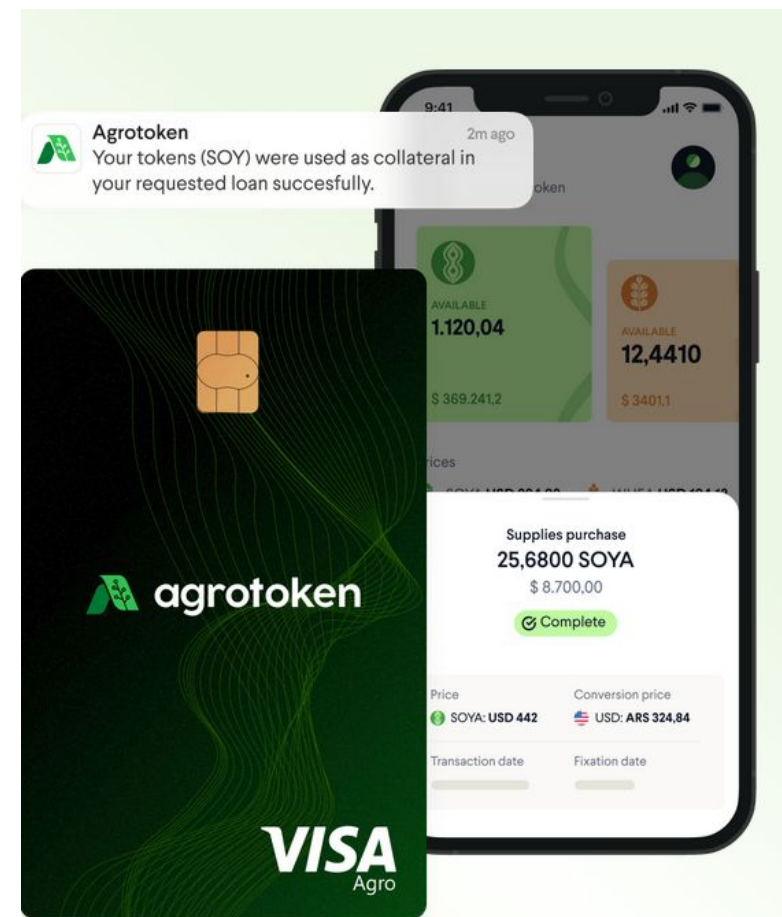 Agrotoken
2m ago
Your tokens (SOY) were used as collateral in
your requested loan succesfully.
9:41
oken
AVAILABLE
1.120,04
$ 369.241,2
AVAILABLE
12,4410
$ 3401,1
rices
agrotoken
VISA
Agro
Supplies purchase
25,6800 SOYA
$ 8.700,00
Complete
Price
Conversion price
SOYA: USD 442
USD: ARS 324,84
Transaction date
Fixation date